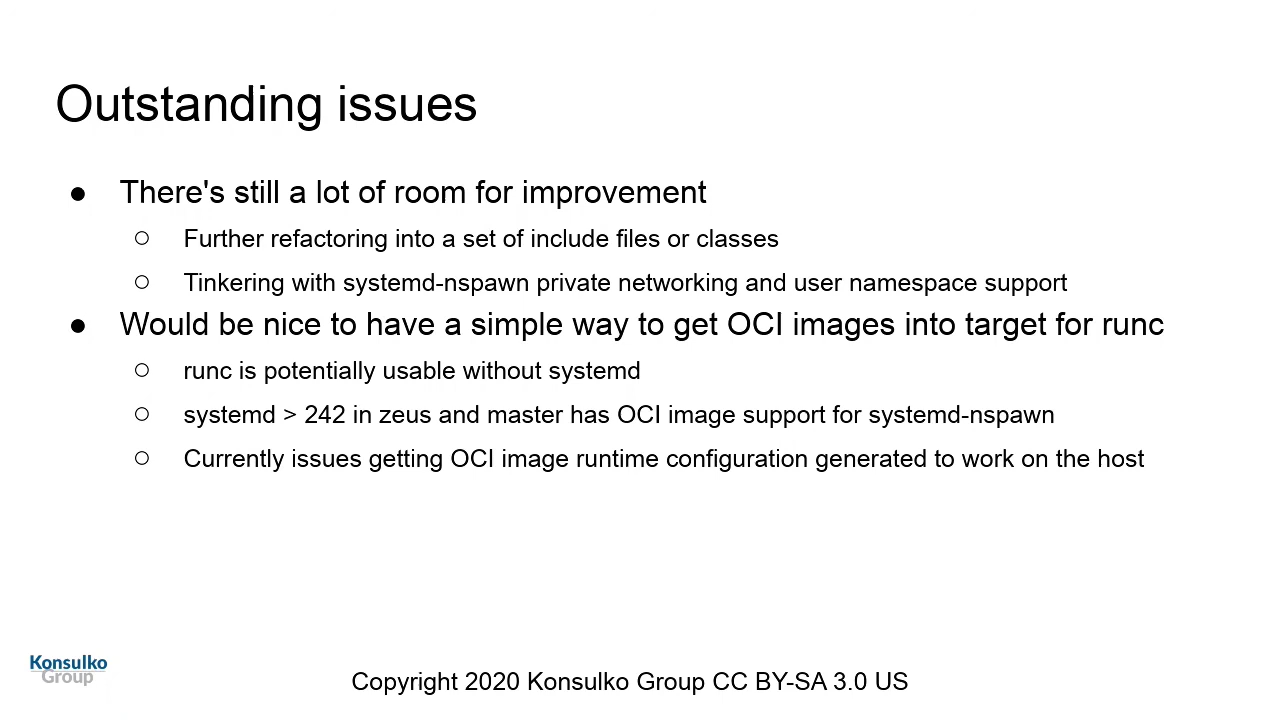 Outstanding issues
● There's still a lot of room for improvement
○ Further refactoring into a set of include files or classes
○ Tinkering with systemd-nspawn private networking and user namespace support
● Would be nice to have a simple way to get OCI images into target for runc
○ runc is potentially usable without systemd
○ systemd > 242 in zeus and master has OCI image support for systemd-nspawn
○ Currently issues getting OCI image runtime configuration generated to work on the host
Konsulko
Group
Copyright 2020 Konsulko Group CC BY-SA 3.0 US